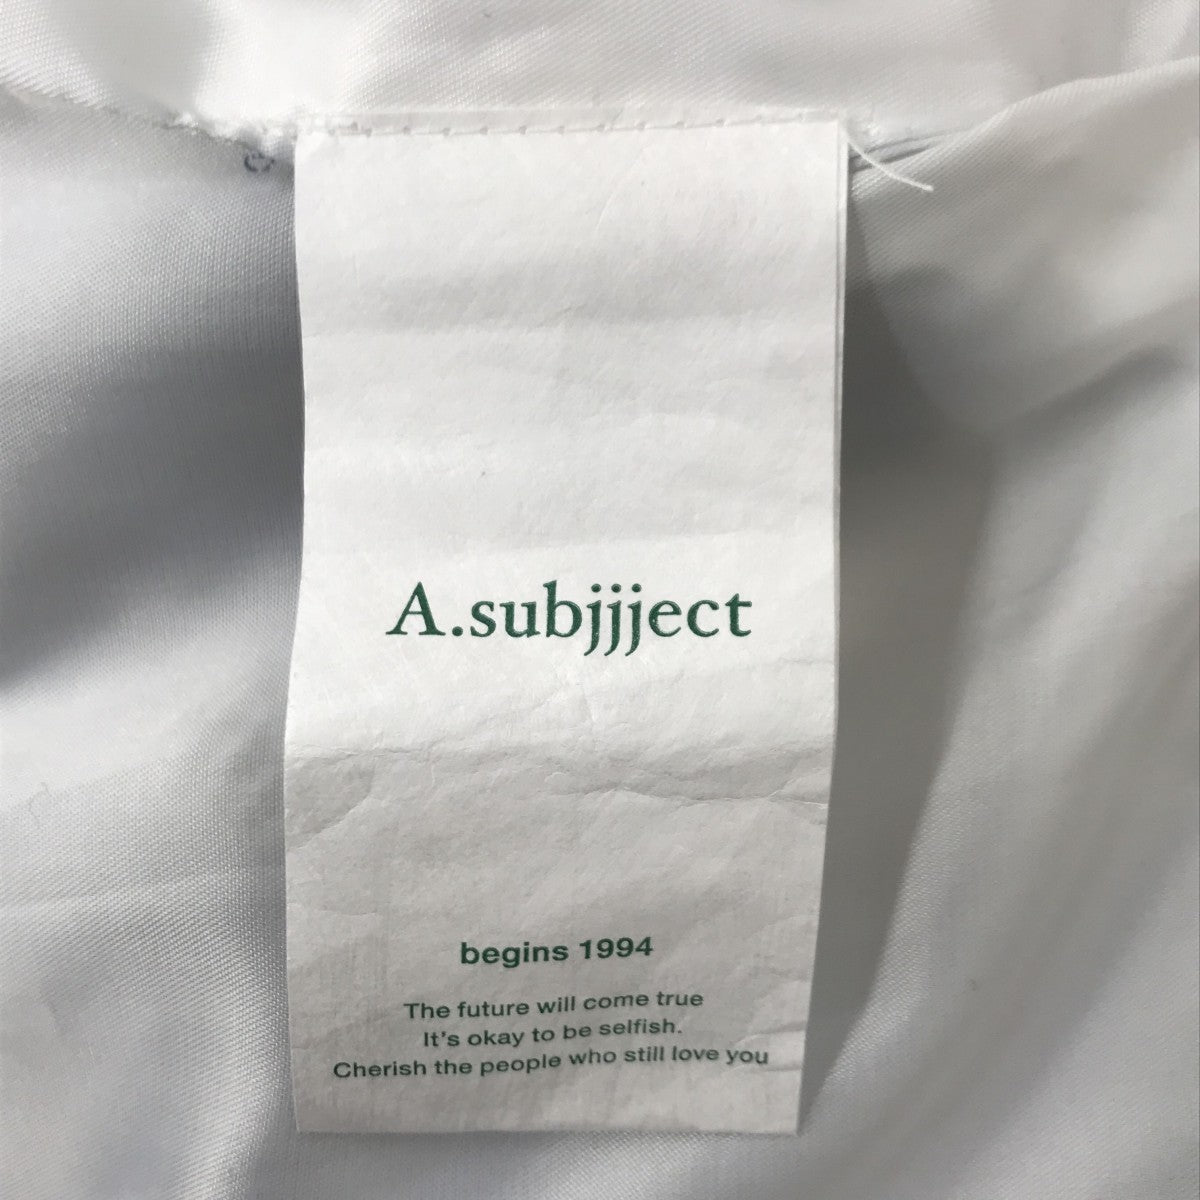 A.subjjject
begins 1994
The future will come true
It's okay to be selfish.
Cherish the people who still love you